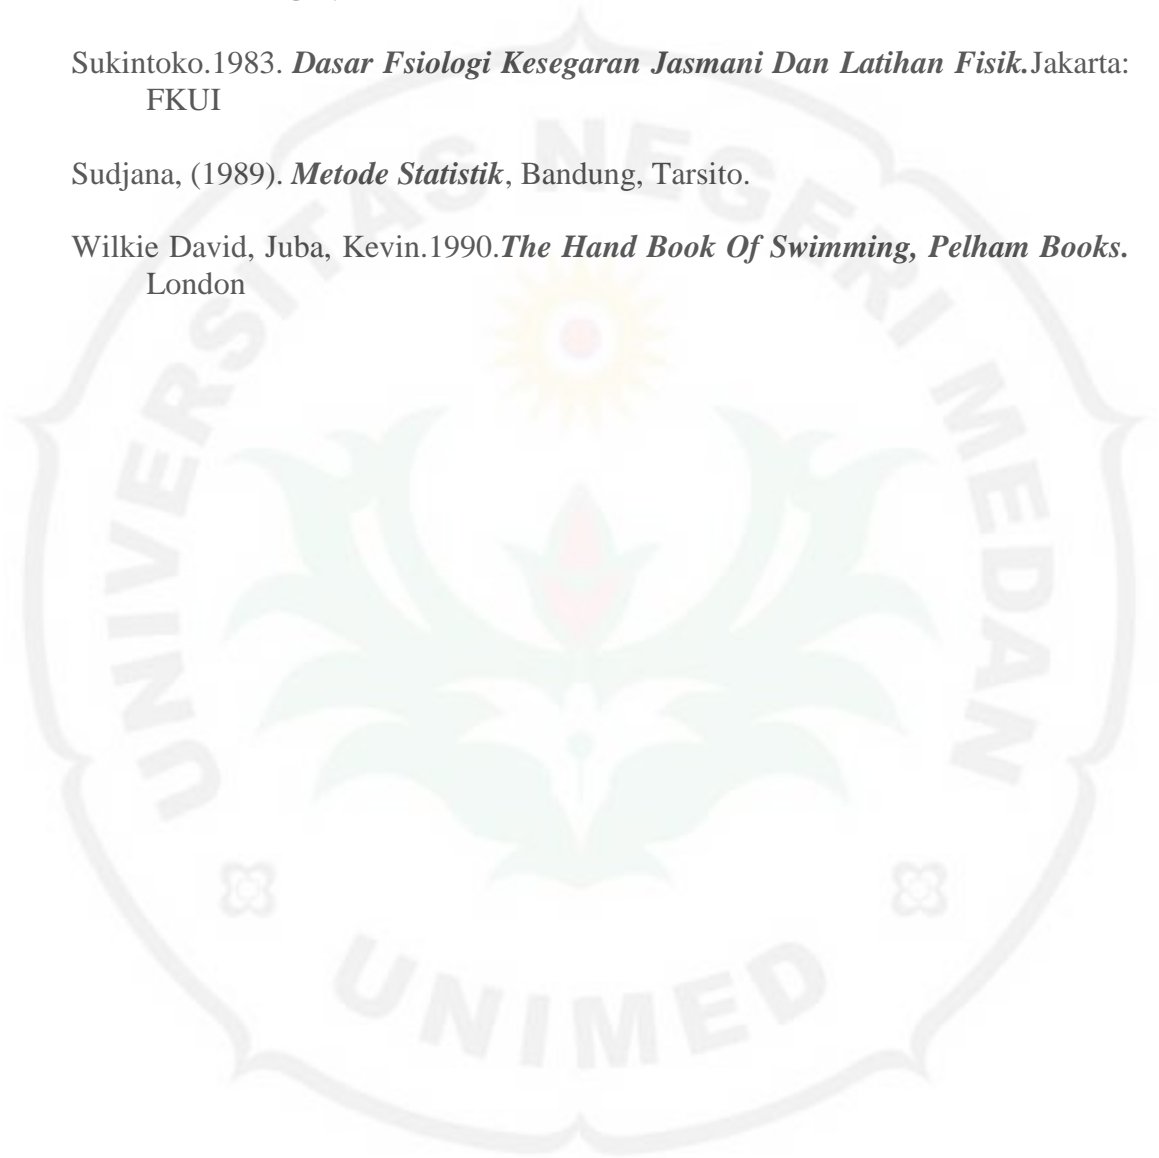 Sukintoko.1983. Dasar Fsiologi Kesegaran Jasmani Dan Latihan Fisik.Jakarta:
FKUI
Sudjana, (1989). Metode Statistik, Bandung, Tarsito.
Wilkie David, Juba, Kevin.1990.The Hand Book Of Swimming, Pelham Books.
London
UNIVERSITAS NEGERI MEDAN
UNIMED